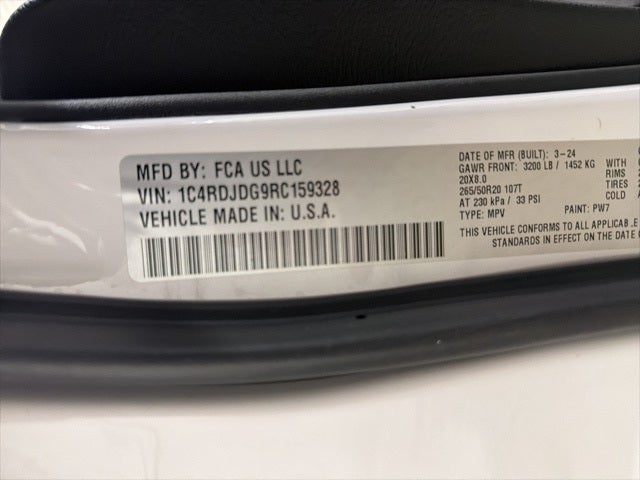 MFD BY: FCA US LLC
VIN: 1C4RDJDG9RC159328
VEHICLE MADE IN: U.S.A.
DATE OF MFR (BUILT): 3-24
GAWR FRONT: 3200 LB / 1452 KG WITH
20X8.0 RIMS
265/50R20 107T TIRES
AT 230 kPa / 33 PSI COLD
TYPE: MPV PAINT: PW7
THIS VEHICLE CONFORMS TO ALL APPLICABLE
STANDARDS IN EFFECT ON THE DATE O